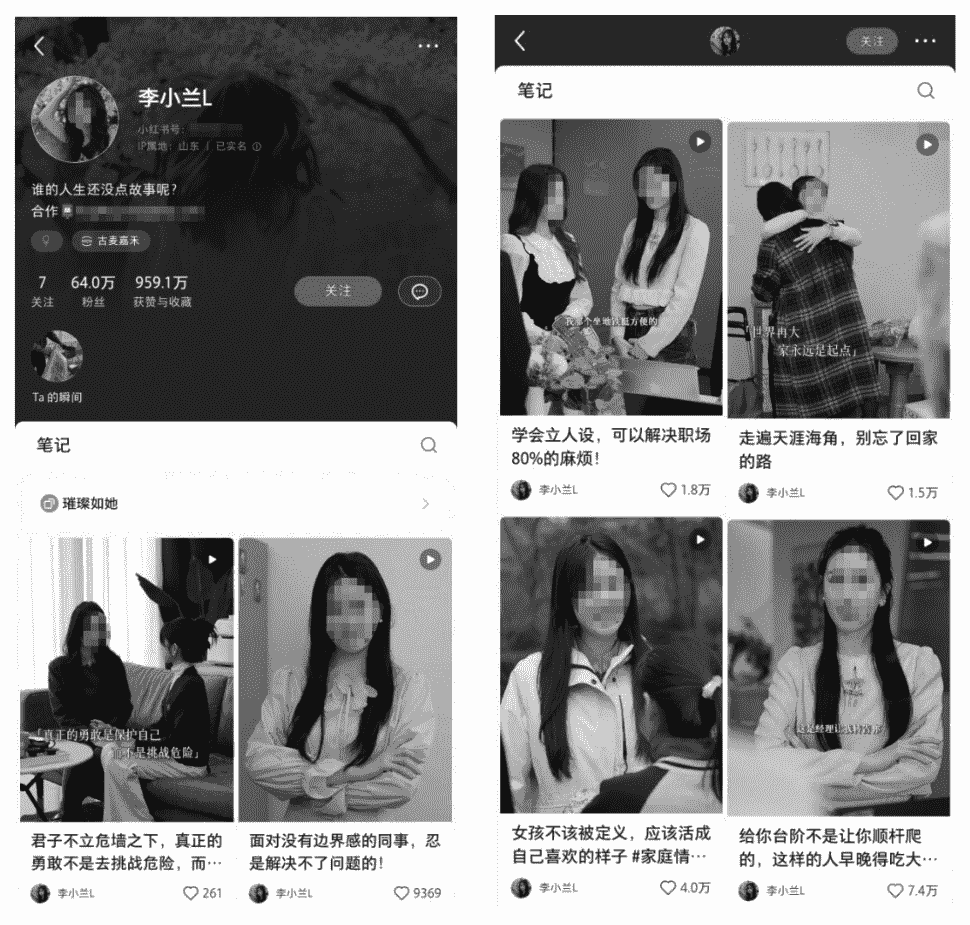 李小兰L
小红书号:
IP属地:山东 | 已实名
谁的人生还没点故事呢?
合作
古麦嘉禾
7 64.0万 959.1万
关注 粉丝 获赞与收藏
关注
Ta 的瞬间
笔记
璀璨如她
「真正的勇敢是保护自己
而不是挑战危险」
君子不立危墙之下,真正的
勇敢不是去挑战危险,而…
李小兰L 261
面对没有边界感的同事,忍
是解决不了问题的!
李小兰L 9369
关注
笔记
我那个坐地铁挺方便的
学会立人设,可以解决职场
80%的麻烦!
李小兰L 1.8万
「世界再大
家永远是起点」
走遍天涯海角,别忘了回家
的路
李小兰L 1.5万
女孩不该被定义,应该活成
自己喜欢的样子 #家庭情…
李小兰L 4.0万
给你台阶不是让你顺杆爬
的,这样的人早晚得吃大…
李小兰L 7.4万